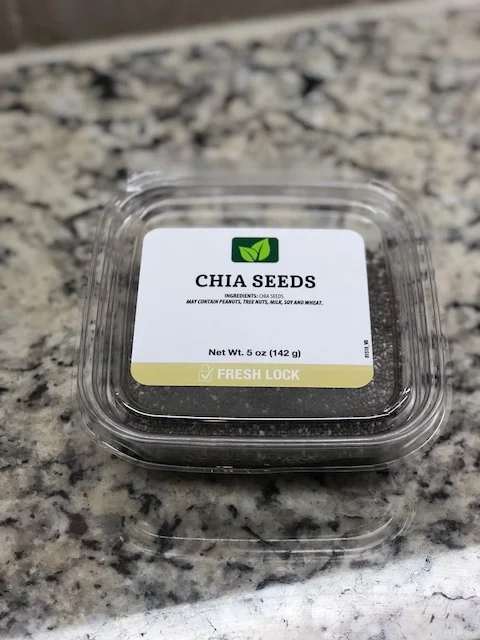 CHIA SEEDS
INGREDIENTS: CHIA SEEDS.
MAY CONTAIN PEANUTS, TREE NUTS, MILK, SOY AND WHEAT.
Net Wt. 5 oz (142 g)
FRESH LOCK